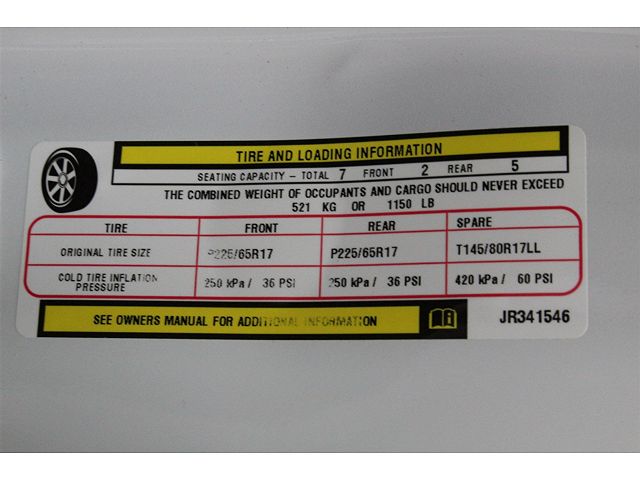 TIRE AND LOADING INFORMATION
SEATING CAPACITY – TOTAL 7 FRONT 2 REAR 5
THE COMBINED WEIGHT OF OCCUPANTS AND CARGO SHOULD NEVER EXCEED
521 KG OR 1150 LB
TIRE FRONT REAR SPARE
ORIGINAL TIRE SIZE P225/65R17 P225/65R17 T145/80R17LL
COLD TIRE INFLATION PRESSURE 250 kPa / 36 PSI 250 kPa / 36 PSI 420 kPa / 60 PSI
SEE OWNERS MANUAL FOR ADDITIONAL INFORMATION
JR341546